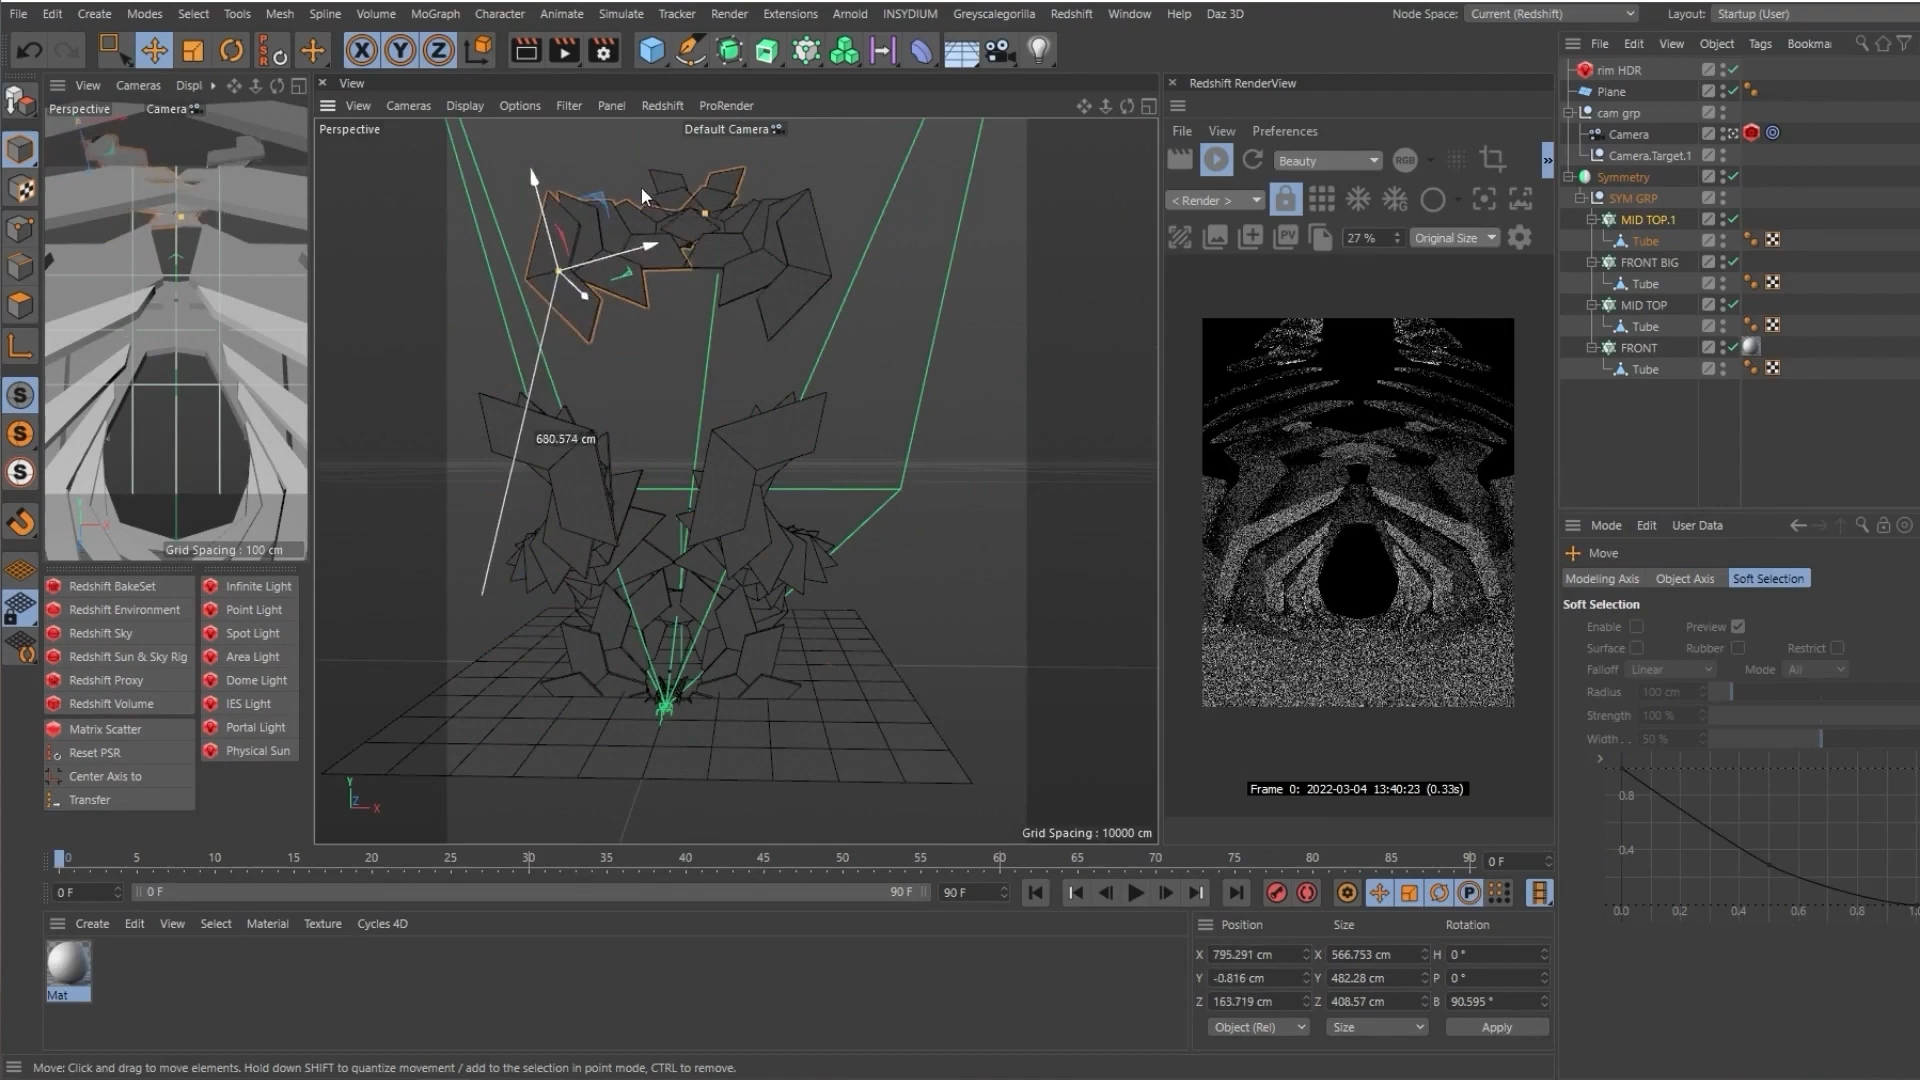 File Edit Create Modes Select Tools Mesh Spline Volume MoGraph Character Animate Simulate Tracker Render Extensions Arnold INSYDIUM Greyscalegorilla Redshift Window Help Daz 3D
Node Space: Current (Redshift) Layout: Startup (User)
X Y Z
File Edit View Object Tags Bookma
View Cameras Displ
Perspective Camera
Grid Spacing : 100 cm
View
View Cameras Display Options Filter Panel Redshift ProRender
Perspective Default Camera
680.574 cm
Y
Z X
Grid Spacing : 10000 cm
Redshift RenderView
File View Preferences
Beauty RGB
< Render >
PV 27 % Original Size
Frame 0: 2022-03-04 13:40:23 (0.33s)
rim HDR
Plane
cam grp
Camera
Camera.Target.1
Symmetry
SYM GRP
MID TOP.1
Tube
FRONT BIG
Tube
MID TOP
Tube
FRONT
Tube
Mode Edit User Data
Move
Modeling Axis Object Axis Soft Selection
Soft Selection
Enable Preview
Surface Rubber Restrict
Falloff Linear Mode All
Radius 100 cm
Strength 100 %
Width . . 50 %
0.8
0.4
0.0 0.2 0.4 0.6 0.8 1.0
Redshift BakeSet Infinite Light
Redshift Environment Point Light
Redshift Sky Spot Light
Redshift Sun & Sky Rig Area Light
Redshift Proxy Dome Light
Redshift Volume IES Light
Matrix Scatter Portal Light
Reset PSR Physical Sun
Center Axis to
Transfer
0 5 10 15 20 25 30 35 40 45 50 55 60 65 70 75 80 85 90 0 F
0 F 0 F 90 F 90 F
Create Edit View Select Material Texture Cycles 4D
Mat
Position Size Rotation
X 795.291 cm X 566.753 cm H 0 °
Y -0.816 cm Y 482.28 cm P 0 °
Z 163.719 cm Z 408.57 cm B 90.595 °
Object (Rel) Size Apply
Move: Click and drag to move elements. Hold down SHIFT to quantize movement / add to the selection in point mode, CTRL to remove.